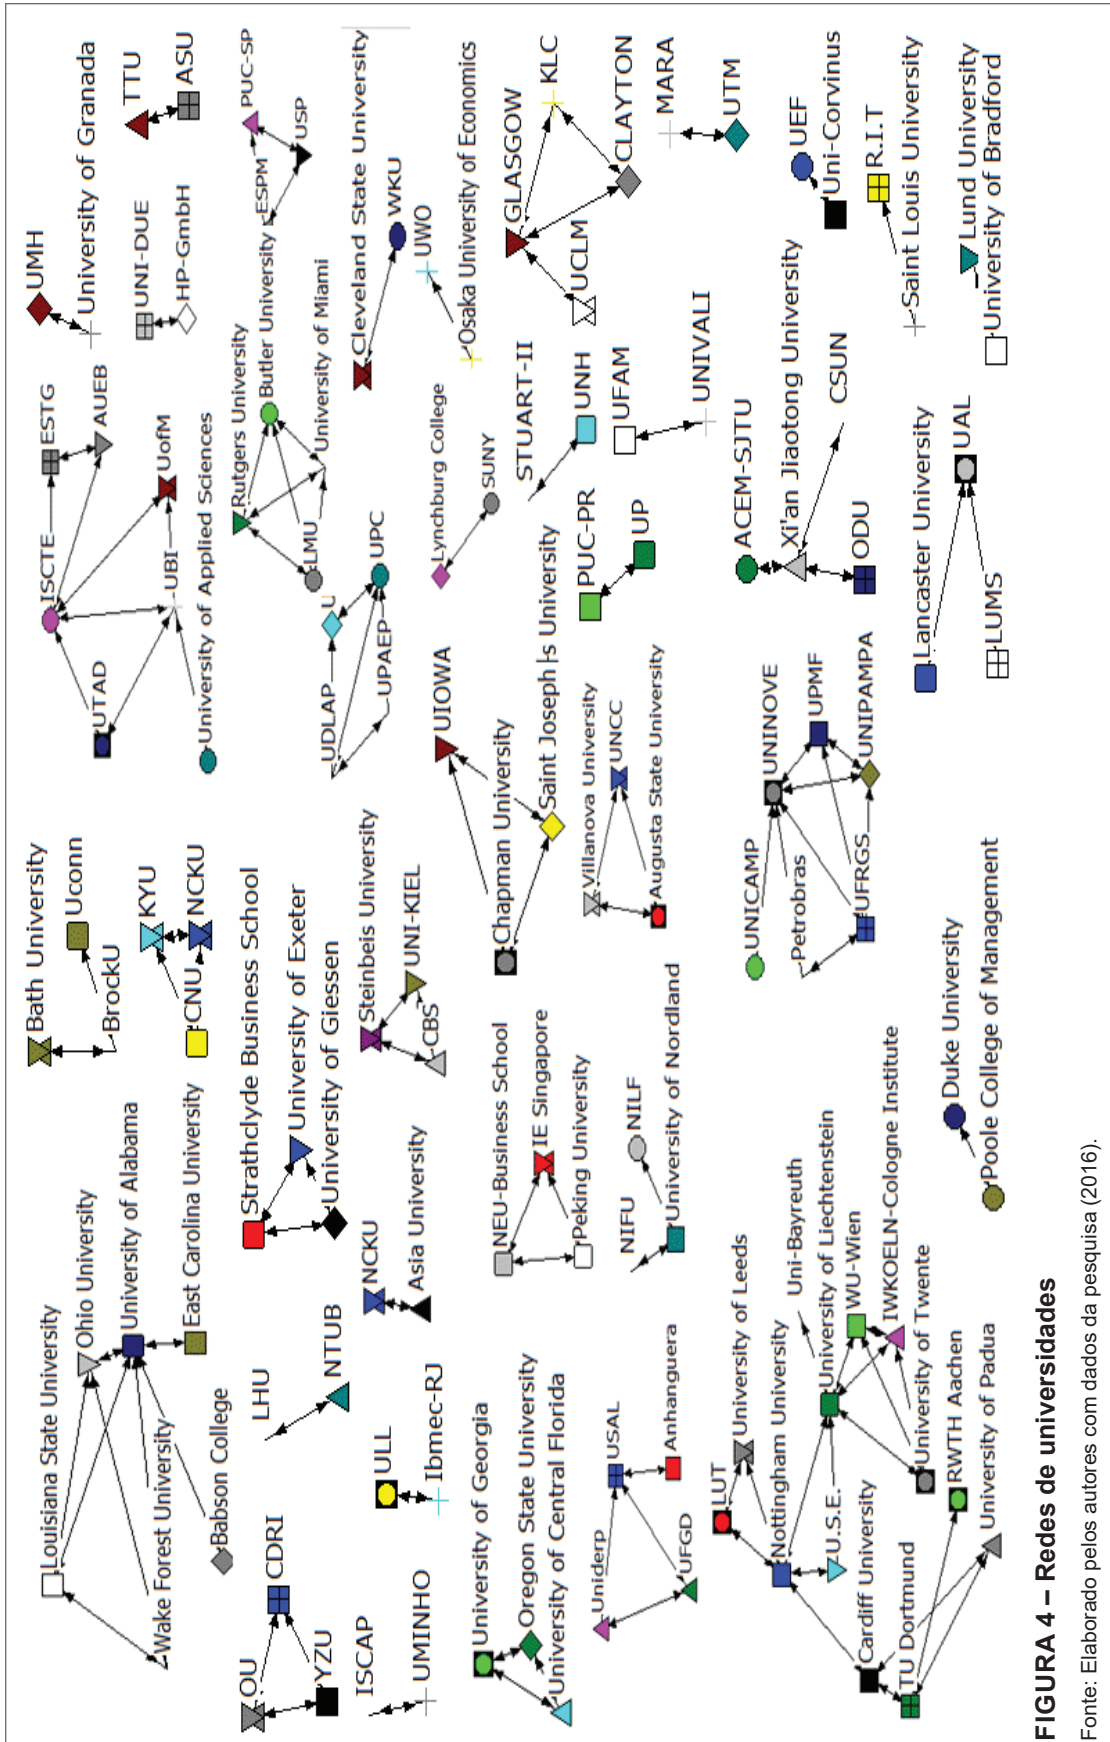 Louisiana State University
Ohio University
University of Alabama
East Carolina University
Wake Forest University
Babson College
Bath University
Uconn
BrockU
KYU
CNU
NCKU
ISCTE
ESTG
AUEB
UTAD
UBI
UofM
University of Applied Sciences
UMH
University of Granada
TTU
ASU
UNI-DUE
HP-GmbH
PUC-SP
ESPM
USP
OU
CDRI
YZU
LHU
NTUB
Strathclyde Business School
University of Exeter
University of Giessen
Rutgers University
Butler University
University of Miami
LMU
UDLAP
U
UPC
UPAEP
Cleveland State University
WKU
UWO
Osaka University of Economics
ISCAP
UMINHO
ULL
Ibmec-RJ
NCKU
Asia University
Steinbeis University
UNI-KIEL
CBS
UIOWA
Chapman University
Saint Joseph|s University
Lynchburg College
SUNY
STUART-II
UNH
GLASGOW
KLC
UCLM
CLAYTON
University of Georgia
Oregon State University
University of Central Florida
NEU-Business School
IE Singapore
Peking University
Villanova University
UNCC
Augusta State University
PUC-PR
UP
UFAM
UNIVALI
MARA
UTM
Uniderp
USAL
UFGD
Anhanguera
NIFU
NILF
University of Nordland
ACEM-SJTU
Xi'an Jiaotong University
CSUN
ODU
UEF
Uni-Corvinus
LUT
University of Leeds
Nottingham University
Uni-Bayreuth
University of Liechtenstein
WU-Wien
IWKOELN-Cologne Institute
University of Twente
U.S.E.
Cardiff University
TU Dortmund
RWTH Aachen
University of Padua
UNICAMP
UNINOVE
Petrobras
UPMF
UFRGS
UNIPAMPA
R.I.T
Saint Louis University
Duke University
Poole College of Management
Lancaster University
UAL
LUMS
Lund University
University of Bradford
FIGURA 4 – Redes de universidades
Fonte: Elaborado pelos autores com dados da pesquisa (2016).